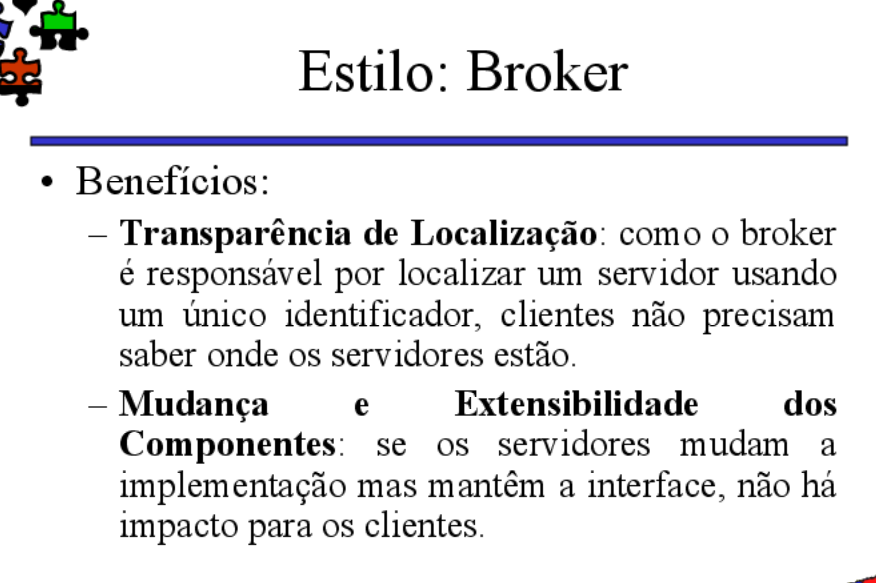 Estilo: Broker
• Benefícios:
– Transparência de Localização: como o broker
é responsável por localizar um servidor usando
um único identificador, clientes não precisam
saber onde os servidores estão.
– Mudança e Extensibilidade dos
Componentes: se os servidores mudam a
implementação mas mantêm a interface, não há
impacto para os clientes.